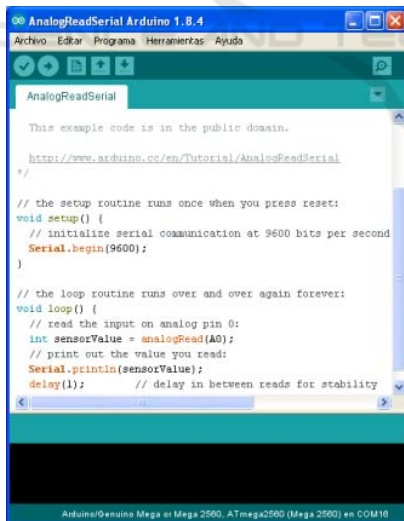 AnalogReadSerial Arduino 1.8.4
Archivo Editar Programa Herramientas Ayuda
AnalogReadSerial
This example code is in the public domain.
http://www.arduino.cc/en/Tutorial/AnalogReadSerial
*/
// the setup routine runs once when you press reset:
void setup() {
// initialize serial communication at 9600 bits per second
Serial.begin(9600);
}
// the loop routine runs over and over again forever:
void loop() {
// read the input on analog pin 0:
int sensorValue = analogRead(A0);
// print out the value you read:
Serial.println(sensorValue);
delay(1); // delay in between reads for stability
Arduino/Genuino Mega or Mega 2560, ATmega2560 (Mega 2560) en COM16